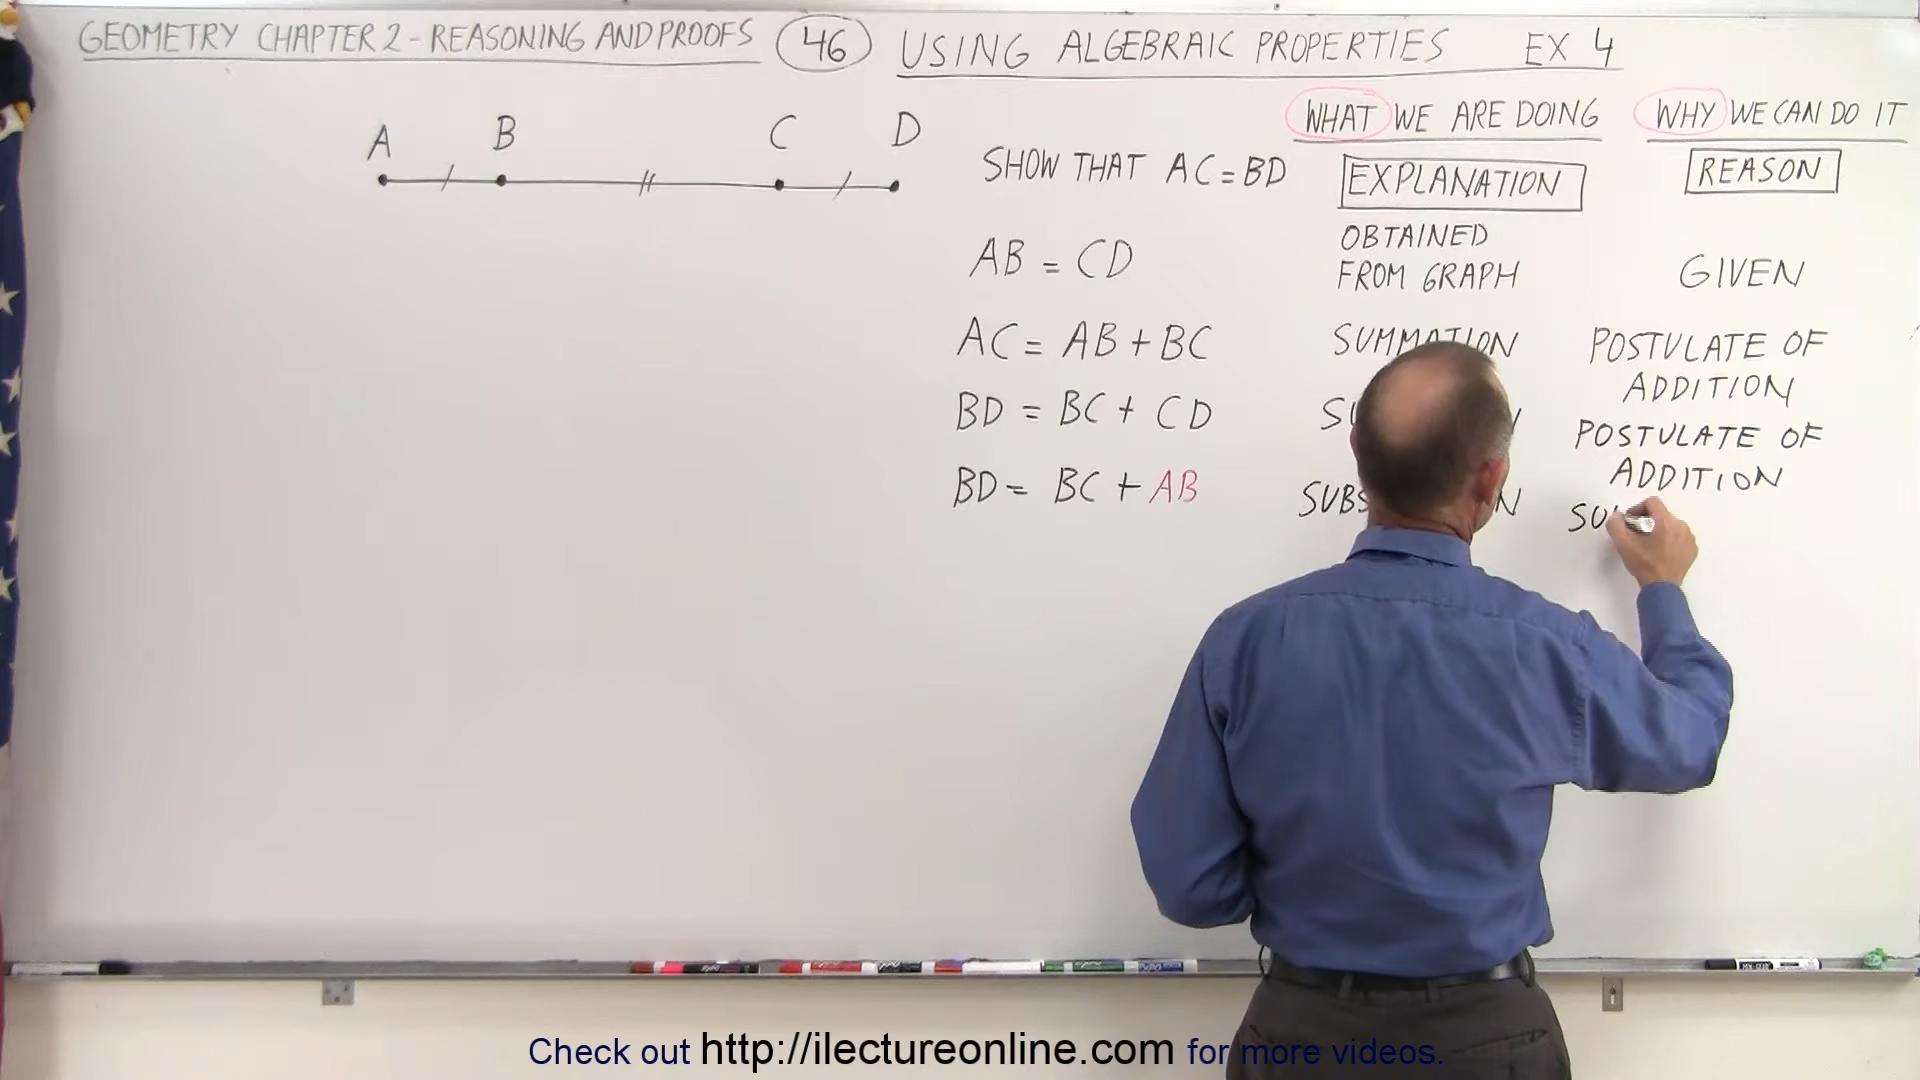 GEOMETRY CHAPTER 2 - REASONING AND PROOFS 46 USING ALGEBRAIC PROPERTIES EX 4
WHAT WE ARE DOING WHY WE CAN DO IT
A B C D
SHOW THAT AC = BD EXPLANATION REASON
AB = CD OBTAINED FROM GRAPH GIVEN
AC = AB + BC SUMMATION POSTULATE OF ADDITION
BD = BC + CD POSTULATE OF ADDITION
BD = BC + AB
Check out http://ilectureonline.com for more videos.